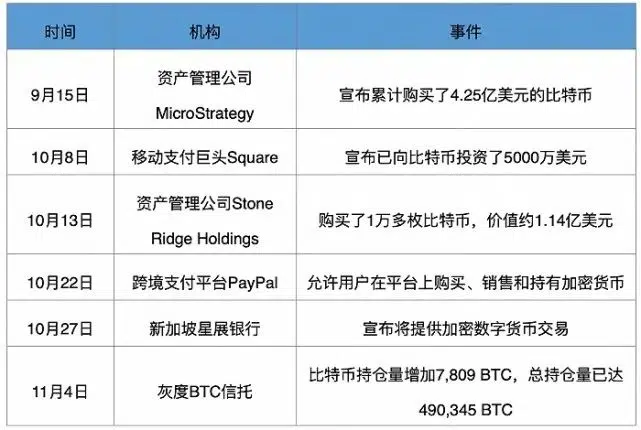 时间 机构 事件
9月15日 资产管理公司 MicroStrategy 宣布累计购买了4.25亿美元的比特币
10月8日 移动支付巨头Square 宣布已向比特币投资了5000万美元
10月13日 资产管理公司Stone Ridge Holdings 购买了1万多枚比特币，价值约1.14亿美元
10月22日 跨境支付平台PayPal 允许用户在平台上购买、销售和持有加密货币
10月27日 新加坡星展银行 宣布将提供加密数字货币交易
11月4日 灰度BTC信托 比特币持仓量增加7,809 BTC，总持仓量已达 490,345 BTC